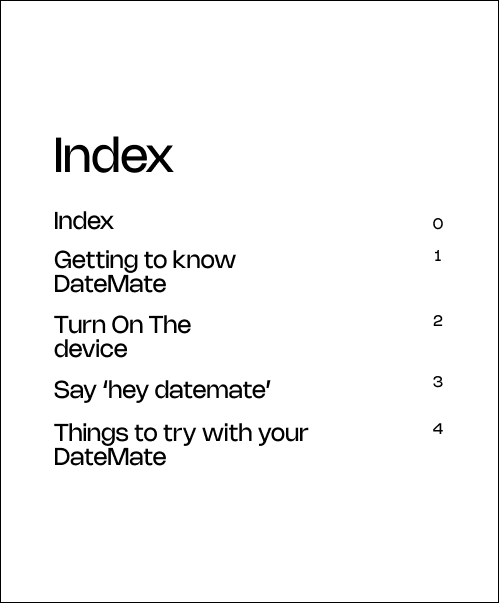 Index
Index 0
Getting to know 1
DateMate
Turn On The 2
device
Say ‘hey datemate’ 3
Things to try with your 4
DateMate